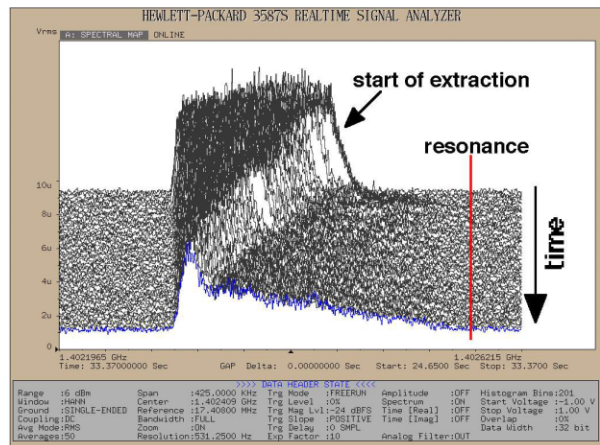 HEWLETT-PACKARD 3587S REALTIME SIGNAL ANALYZER
Vrms A: SPECTRAL MAP ONLINE
start of extraction
resonance
10u
8u
6u
4u
2u
0
time
1.4021965 GHz 1.4026215 GHz
Time: 33.37000000 Sec GAP Delta: 0.00000000 Sec Start: 24.6500 Sec Stop: 33.3700 Sec
>>>> DATA HEADER STATE <<<<
Range :6 dBm Span :425.0000 KHz Trg Mode :FREERUN Amplitude :OFF Histogram Bins:201
Window :HANN Center :1.402409 GHz Trg Level :0% Spectrum :ON Start Voltage :-1.00 V
Ground :SINGLE-ENDED Reference :17.40800 MHz Trg Mag Lvl:-24 dBFS Time [Real] :OFF Stop Voltage :1.00 V
Coupling:DC Bandwidth :FULL Trg Slope :POSITIVE Time [Imag] :OFF Overlap :0%
Avg Mode:RMS Zoom :ON Trg Delay :0 SMPL Data Width :32 bit
Averages:50 Resolution:531.2500 Hz Exp Factor :10 Analog Filter:OUT